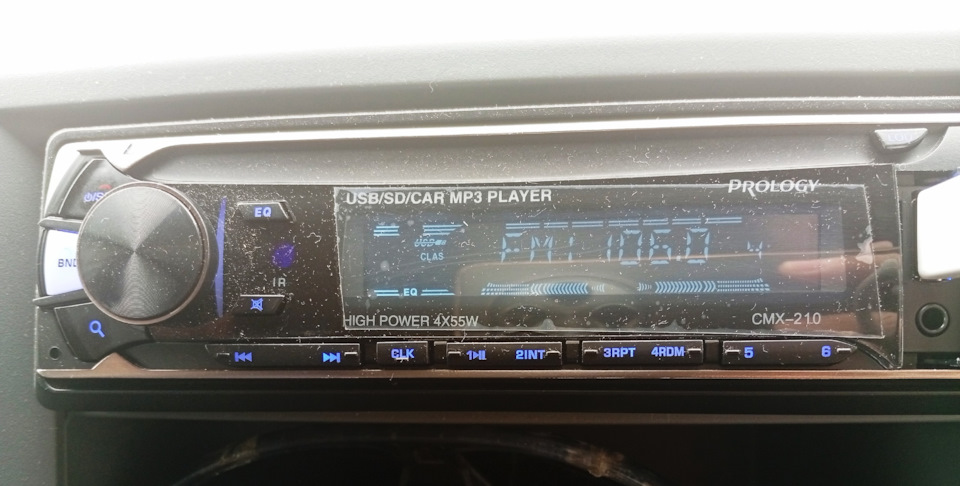 USB/SD/CAR MP3 PLAYER
PROLOGY
EQ
BND
IR
CLAS
FM1 106.0
EQ
HIGH POWER 4X55W
CMX-210
CLK
1
2INT
3RPT
4RDM
5
6